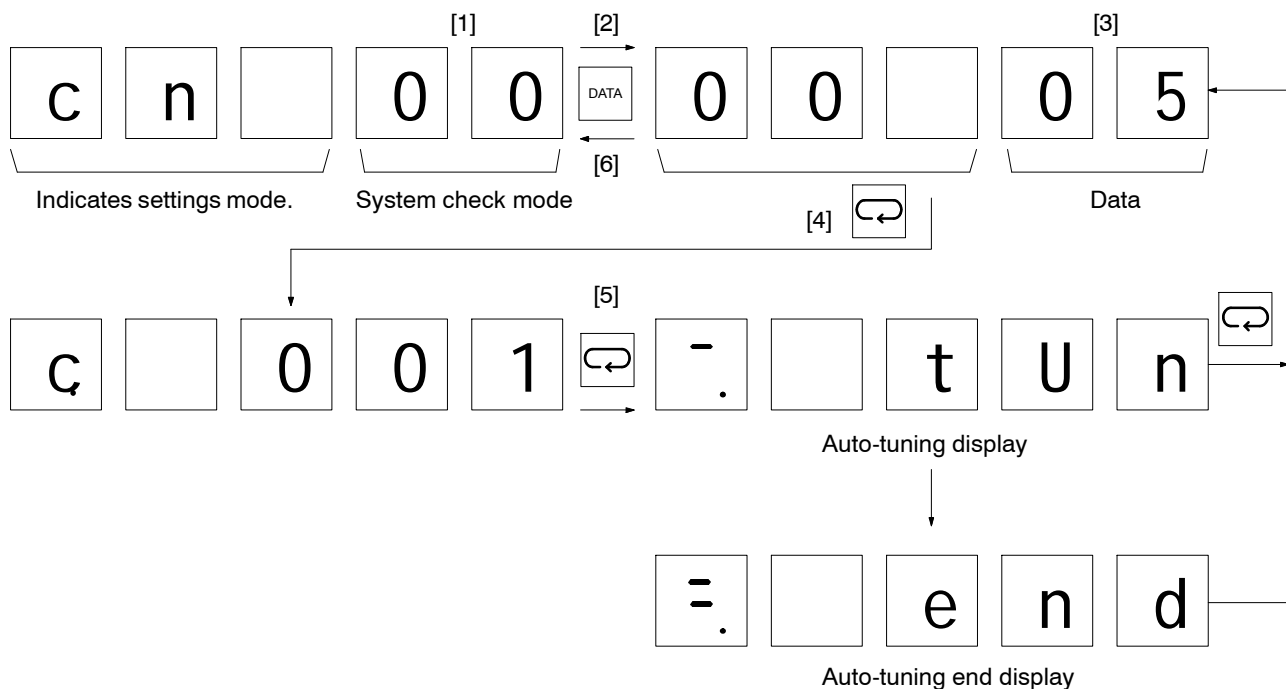 [1] [2] [3]
c n 0 0 DATA 0 0 0 5
[6]
Indicates settings mode. System check mode Data
[4]
[5]
c. 0 0 1 -. t U n
Auto-tuning display
=. e n d
Auto-tuning end display